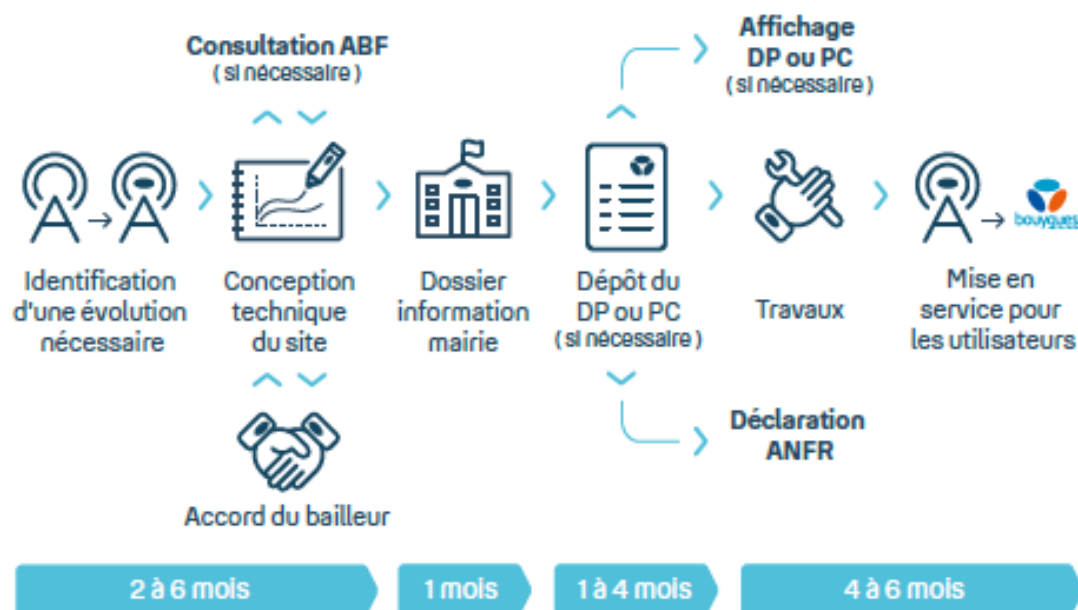 Consultation ABF
( si nécessaire )
Affichage
DP ou PC
( si nécessaire )
Identification
d'une évolution
nécessaire
Conception
technique
du site
Dossier
information
mairie
Dépôt du
DP ou PC
( si nécessaire )
Travaux
bouygues
Mise en
service pour
les utilisateurs
Déclaration
ANFR
Accord du bailleur
2 à 6 mois
1 mois
1 à 4 mois
4 à 6 mois